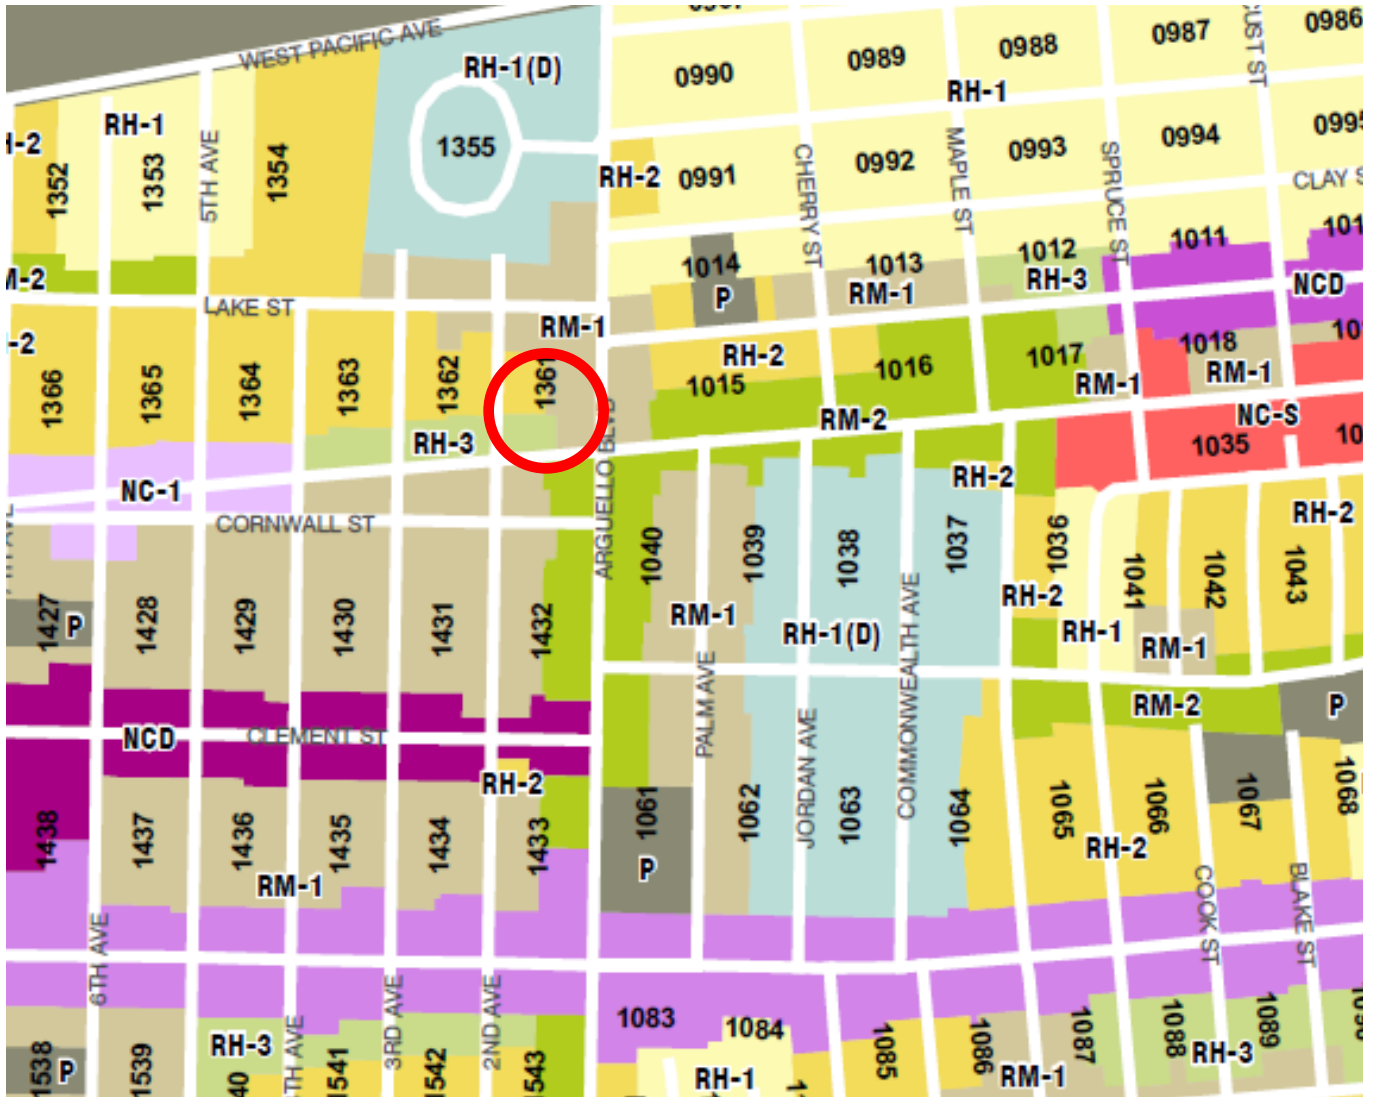 WEST PACIFIC AVE
RH-1(D)
0990
0989
0988
0987
0986
RH-1
RH-1
1355
1352
1353
5TH AVE
1354
RH-2
0991
CHERRY ST
0992
MAPLE ST
0993
SPRUCE ST
0994
CLAY
1014
1013
1012
1011
P
RM-1
RH-3
NCD
LAKE ST
RM-1
1366
1365
1364
1363
1362
1361
RH-2
1015
1016
1017
1018
RM-1
RM-1
RH-3
ARGUELLO BLVD
RM-2
NC-S
1035
NC-1
CORNWALL ST
RH-2
RH-2
1040
1039
1038
1037
1036
1041
1042
1043
1427
P
1428
1429
1430
1431
1432
RM-1
RH-1(D)
COMMONWEALTH AVE
RH-2
RH-1
RM-1
PALM AVE
RM-2
P
NCD
CLEMENT ST
RH-2
JORDAN AVE
1438
1437
1436
1435
1434
1433
1061
1062
1063
1064
1065
1066
1067
1068
P
RH-2
RM-1
COOK ST
BLAKE ST
6TH AVE
3RD AVE
2ND AVE
1083
1084
1085
1086
1087
1088
1089
1538
P
1539
RH-3
1541
1542
1543
RH-1
RM-1
RH-3